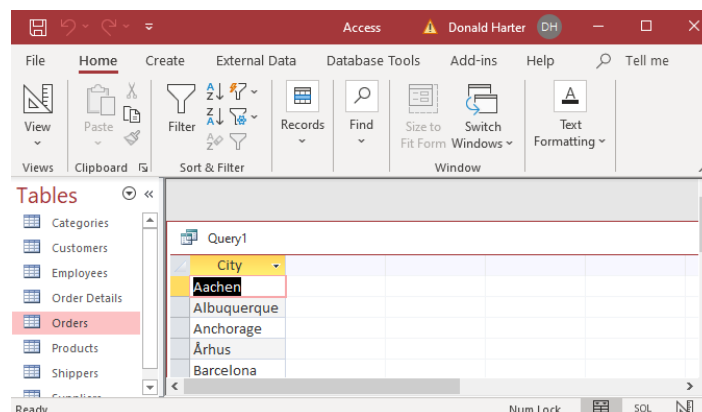 Access
Donald Harter
DH
File Home Create External Data Database Tools Add-ins Help Tell me
View
Paste
Filter
Records
Find
Size to Fit Form
Switch Windows
Text Formatting
Views Clipboard Sort & Filter Window
Tables
Categories
Customers
Employees
Order Details
Orders
Products
Shippers
Query1
City
Aachen
Albuquerque
Anchorage
Århus
Barcelona
Ready
Num Lock
SQL